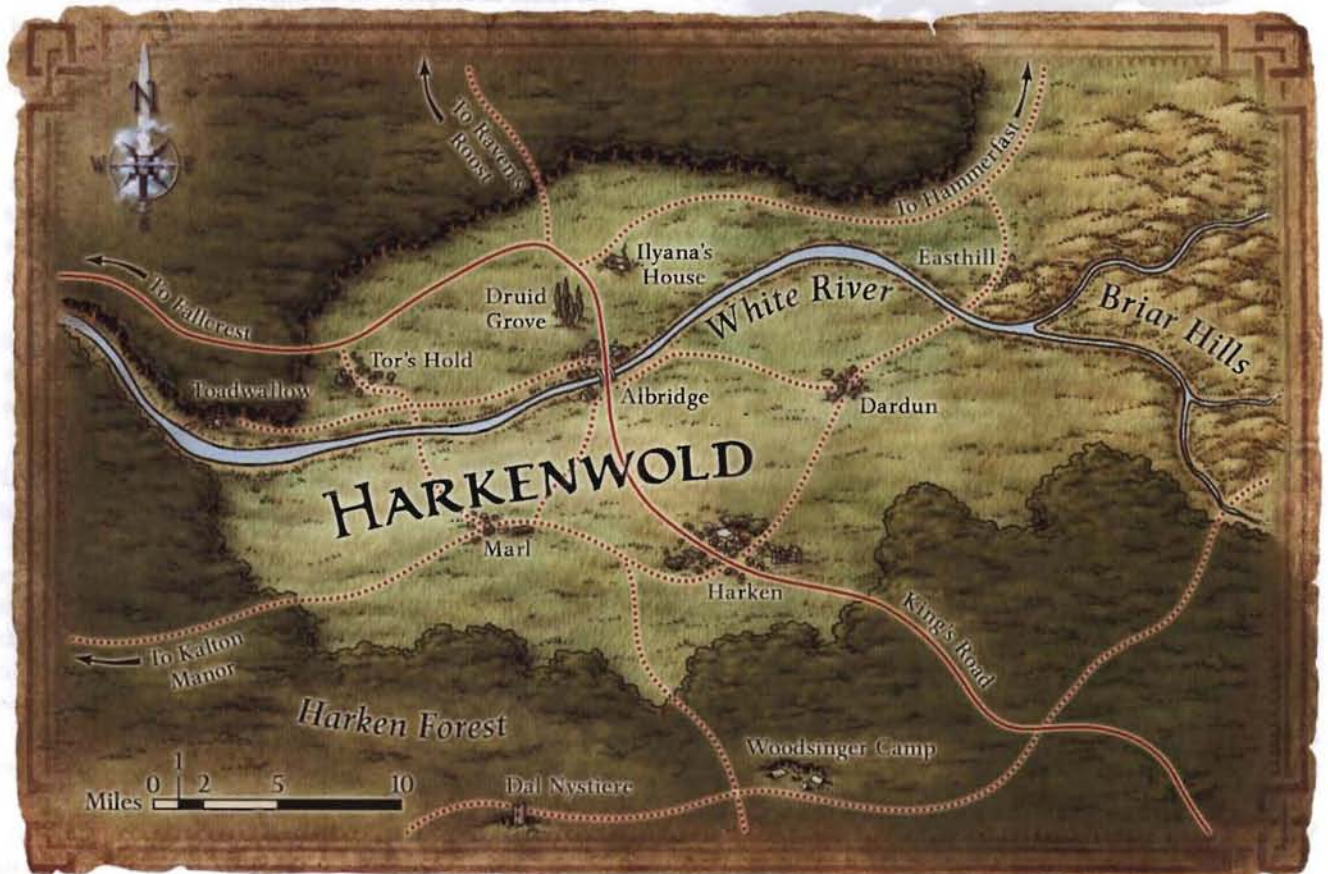 N
W
To Raven's
Roost
To Hammerfast
Ilyana's
House
Easthill
Druid
Grove
White River
Briar Hills
To Fallcrest
Tor's Hold
Toadwallow
Albridge
Dardun
HARKENWOLD
Marl
Harken
King's Road
To Kalton
Manor
Harken Forest
Woodsinger Camp
1
0 2 5 10
Miles
Dal Nystiere